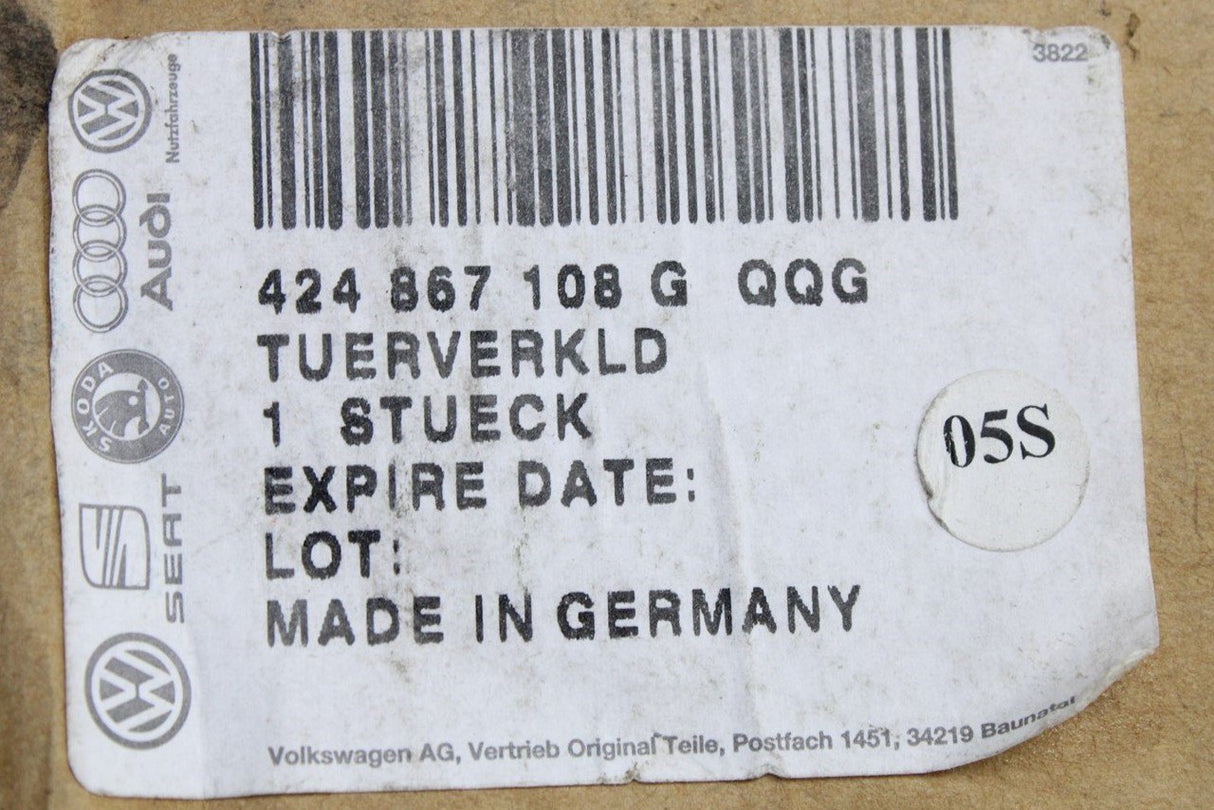 3822
Nutzfahrzeuge
Audi
ŠKODA AUTO
SEAT
424 867 108 G QQG
TUERVERKLD
1 STUECK
EXPIRE DATE:
LOT:
MADE IN GERMANY
05S
Volkswagen AG, Vertrieb Original Teile, Postfach 1451, 34219 Baunatal